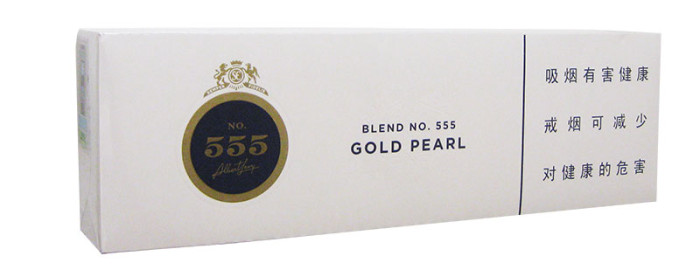 NO.
555
BLEND NO. 555
GOLD PEARL
吸烟有害健康
戒烟可减少
对健康的危害